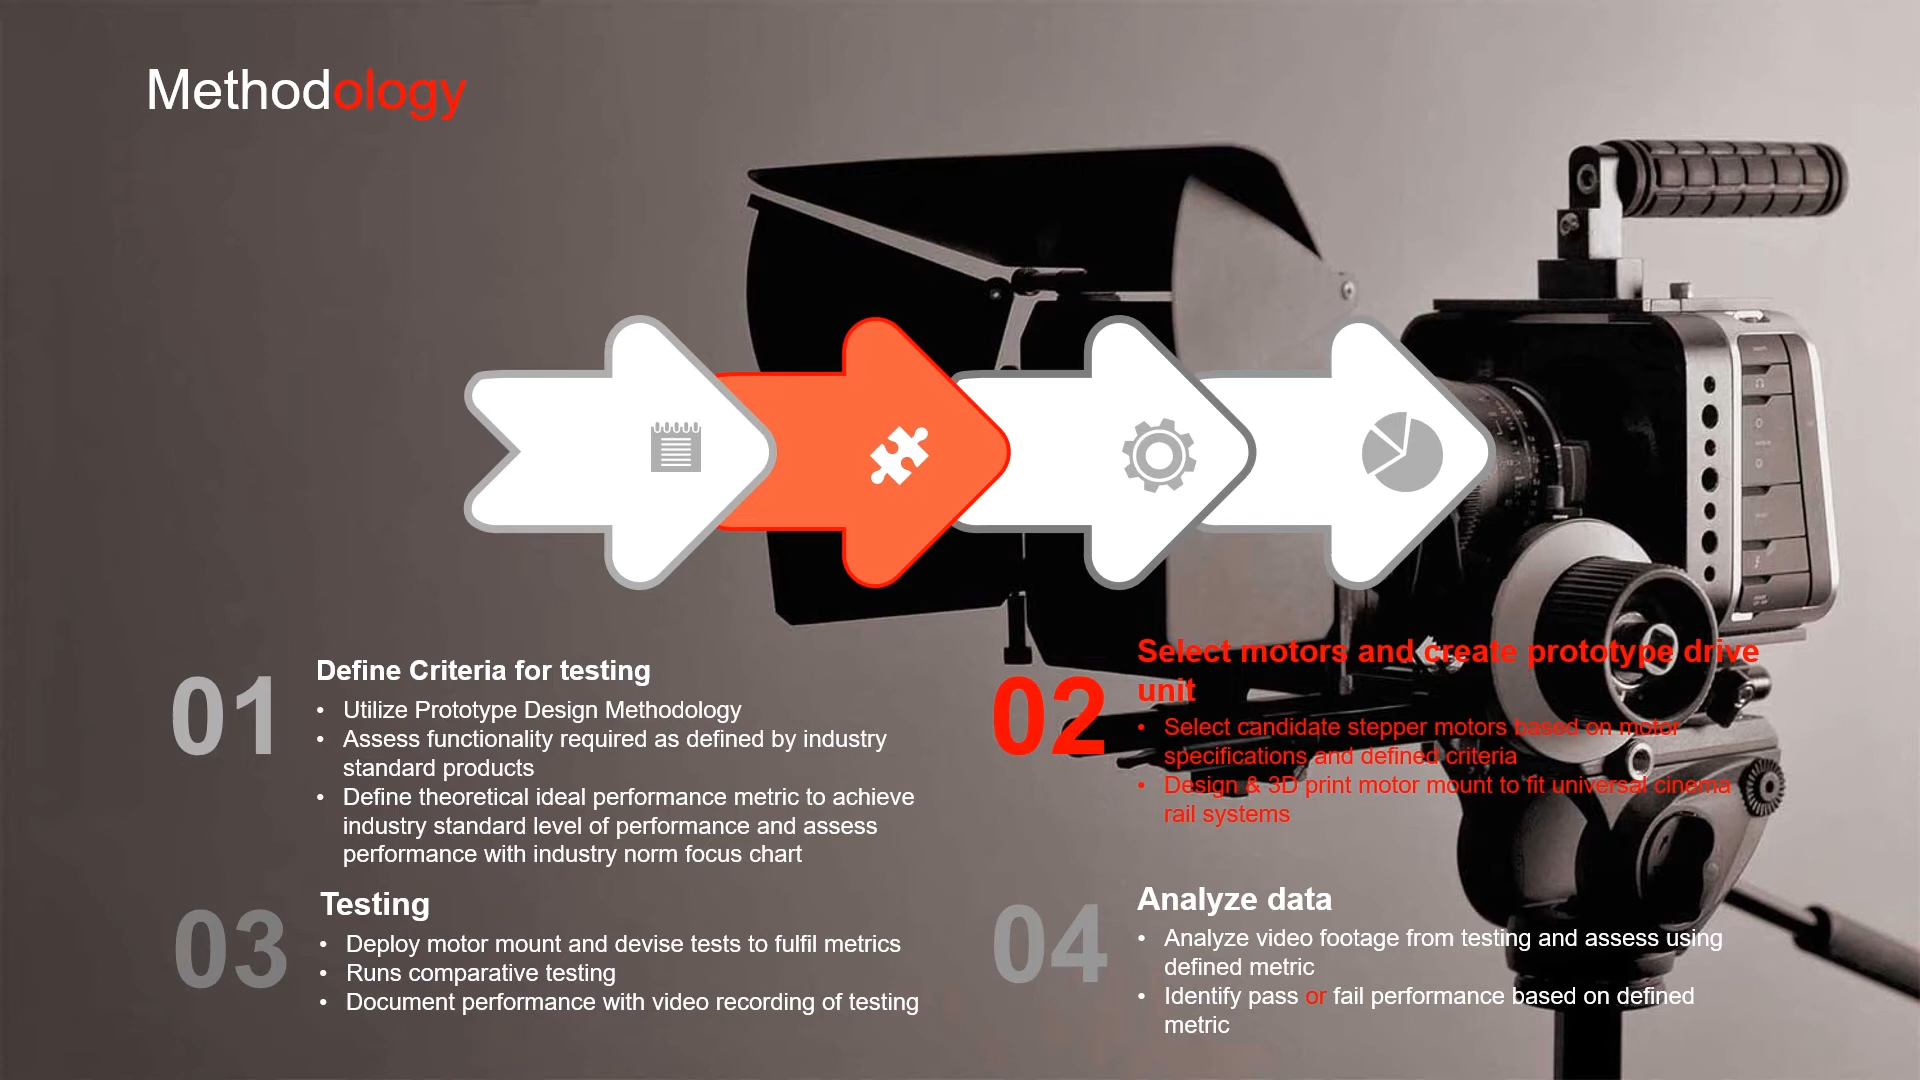 Methodology
01
Define Criteria for testing
• Utilize Prototype Design Methodology
• Assess functionality required as defined by industry
standard products
• Define theoretical ideal performance metric to achieve
industry standard level of performance and assess
performance with industry norm focus chart
02
Select motors and create prototype drive
unit
• Select candidate stepper motors based on motor
specifications and defined criteria
• Design & 3D print motor mount to fit universal cinema
rail systems
03
Testing
• Deploy motor mount and devise tests to fulfil metrics
• Runs comparative testing
• Document performance with video recording of testing
04
Analyze data
• Analyze video footage from testing and assess using
defined metric
• Identify pass or fail performance based on defined
metric